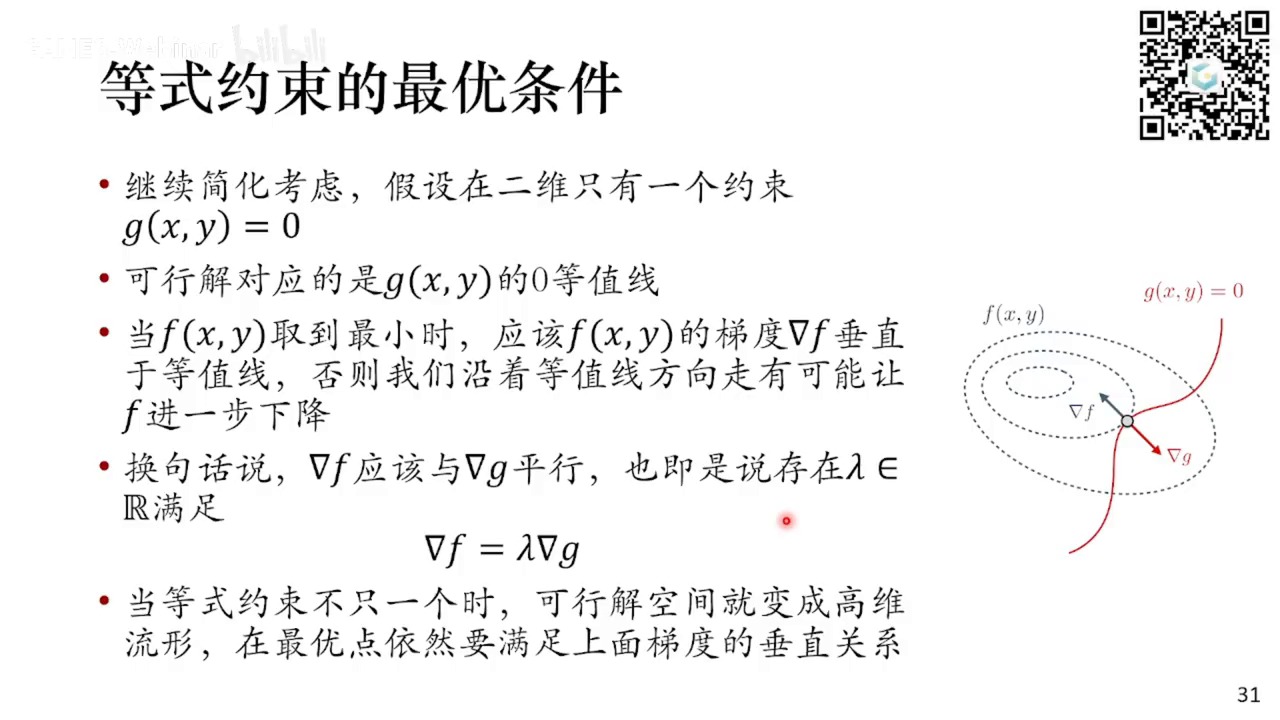 bilibili
等式约束的最优条件
• 继续简化考虑，假设在二维只有一个约束
g(x,y) = 0
• 可行解对应的是g(x,y)的0等值线
• 当f(x,y)取到最小时，应该f(x,y)的梯度∇f垂直
于等值线，否则我们沿着等值线方向走有可能让
f进一步下降
• 换句话说，∇f应该与∇g平行，也即是说存在λ ∈
ℝ满足
∇f = λ∇g
• 当等式约束不只一个时，可行解空间就变成高维
流形，在最优点依然要满足上面梯度的垂直关系
g(x, y) = 0
f(x, y)
∇f
∇g
31